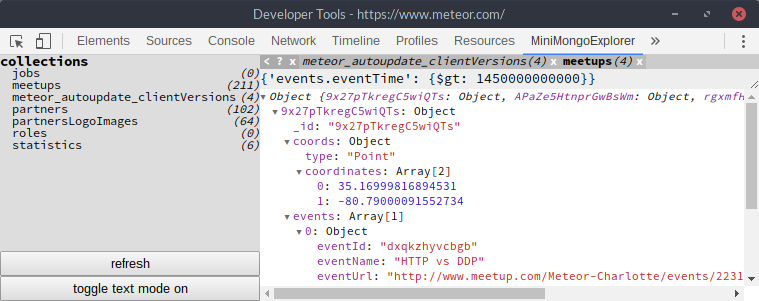 Developer Tools - https://www.meteor.com/
Elements Sources Network Timeline Profiles Resources MiniMongoExplorer »
collections
jobs (0)
meetups (211)
meteor_autoupdate_clientVersions (4)
partners (102)
partnersLogoImages (64)
roles (0)
statistics (6)
refresh
toggle text mode on
< ? x meteor_autoupdate_clientVersions(4) x meetups(4) x
{'events.eventTime': {$gt: 1450000000000}}
▼ Object {9x27pTkregC5wiQTs: Object, APaZe5HtnprGwBsWm: Object, rgxmfH
▼ 9x27pTkregC5wiQTs: Object
_id: "9x27pTkregC5wiQTs"
▼ coords: Object
type: "Point"
▼ coordinates: Array[2]
0: 35.16999816894531
1: -80.79000091552734
▼ events: Array[1]
▼ 0: Object
eventId: "dxqkzhyvcbgb"
eventName: "HTTP vs DDP"
eventUrl: "http://www.meetup.com/Meteor-Charlotte/events/2231